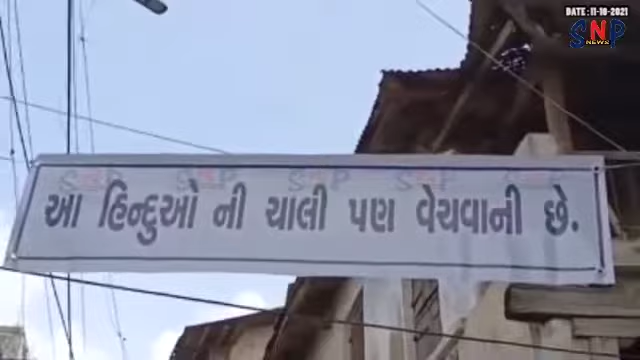 DATE : 11-10-2021
SNP
NEWS
આ હિન્દુઓ ની ચાલી પણ વેચવાની છે.